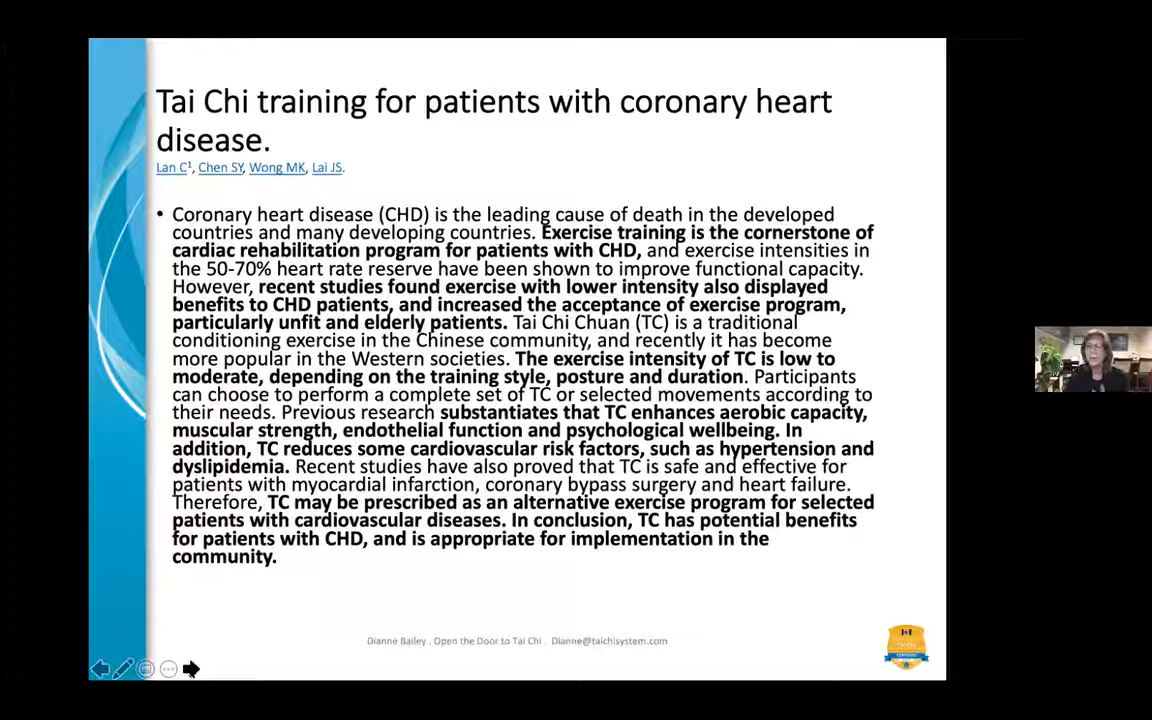 Tai Chi training for patients with coronary heart
disease.
Lan C1, Chen SY, Wong MK, Lai JS.
• Coronary heart disease (CHD) is the leading cause of death in the developed
countries and many developing countries. Exercise training is the cornerstone of
cardiac rehabilitation program for patients with CHD, and exercise intensities in
the 50-70% heart rate reserve have been shown to improve functional capacity.
However, recent studies found exercise with lower intensity also displayed
benefits to CHD patients, and increased the acceptance of exercise program,
particularly unfit and elderly patients. Tai Chi Chuan (TC) is a traditional
conditioning exercise in the Chinese community, and recently it has become
more popular in the Western societies. The exercise intensity of TC is low to
moderate, depending on the training style, posture and duration. Participants
can choose to perform a complete set of TC or selected movements according to
their needs. Previous research substantiates that TC enhances aerobic capacity,
muscular strength, endothelial function and psychological wellbeing. In
addition, TC reduces some cardiovascular risk factors, such as hypertension and
dyslipidemia. Recent studies have also proved that TC is safe and effective for
patients with myocardial infarction, coronary bypass surgery and heart failure.
Therefore, TC may be prescribed as an alternative exercise program for selected
patients with cardiovascular diseases. In conclusion, TC has potential benefits
for patients with CHD, and is appropriate for implementation in the
community.
Dianne Bailey . Open the Door to Tai Chi . Dianne@taichisystem.com